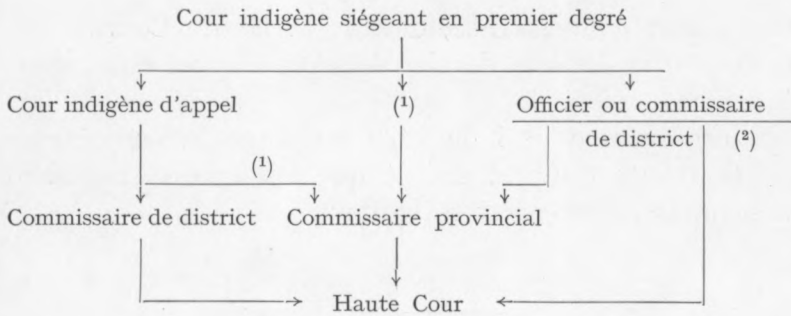 Cour indigène siégeant en premier degré
Cour indigène d'appel (¹) Officier ou commissaire
de district (²)
(¹)
Commissaire de district Commissaire provincial
Haute Cour